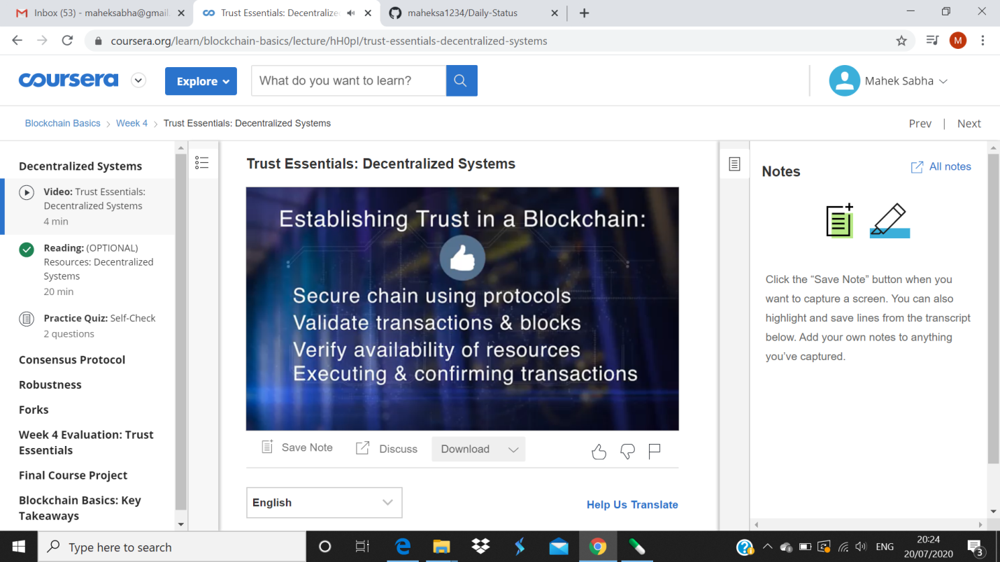 Inbox (53) - maheksabha@gmail.
Trust Essentials: Decentralize
maheksa1234/Daily-Status
coursera.org/learn/blockchain-basics/lecture/hH0pI/trust-essentials-decentralized-systems
M
coursera
Explore
What do you want to learn?
Mahek Sabha
Blockchain Basics > Week 4 > Trust Essentials: Decentralized Systems
Prev | Next
Decentralized Systems
Video: Trust Essentials:
Decentralized Systems
4 min
Reading: (OPTIONAL)
Resources: Decentralized
Systems
20 min
Practice Quiz: Self-Check
2 questions
Consensus Protocol
Robustness
Forks
Week 4 Evaluation: Trust
Essentials
Final Course Project
Blockchain Basics: Key
Takeaways
Trust Essentials: Decentralized Systems
Establishing Trust in a Blockchain:
Secure chain using protocols
Validate transactions & blocks
Verify availability of resources
Executing & confirming transactions
Save Note
Discuss
Download
English
Help Us Translate
Notes
All notes
Click the “Save Note” button when you
want to capture a screen. You can also
highlight and save lines from the transcript
below. Add your own notes to anything
you’ve captured.
Type here to search
ENG
20:24
20/07/2020
3